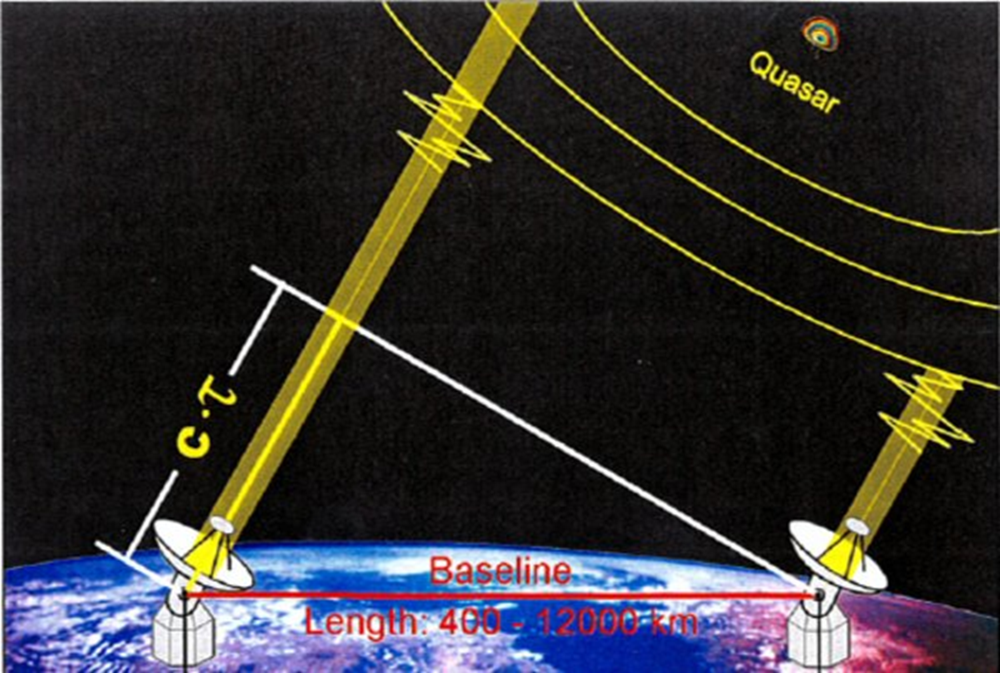 Quasar
c·τ
Baseline
Length: 400 - 12000 km